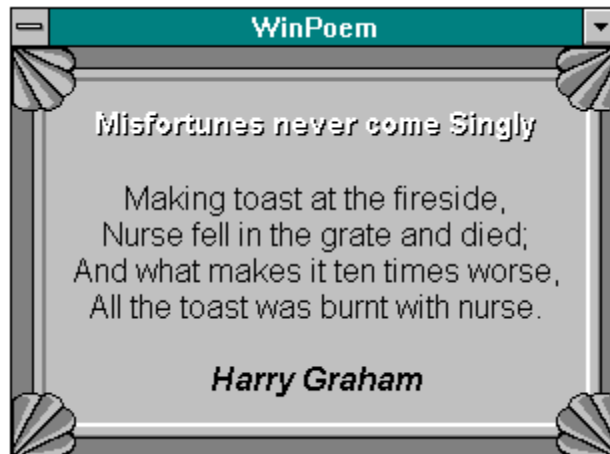 WinPoem
Misfortunes never come Singly
Making toast at the fireside,
Nurse fell in the grate and died;
And what makes it ten times worse,
All the toast was burnt with nurse.
Harry Graham